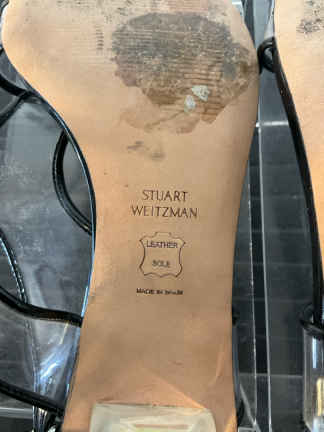 STUART
WEITZMAN
LEATHER
SOLE
MADE IN SPAIN